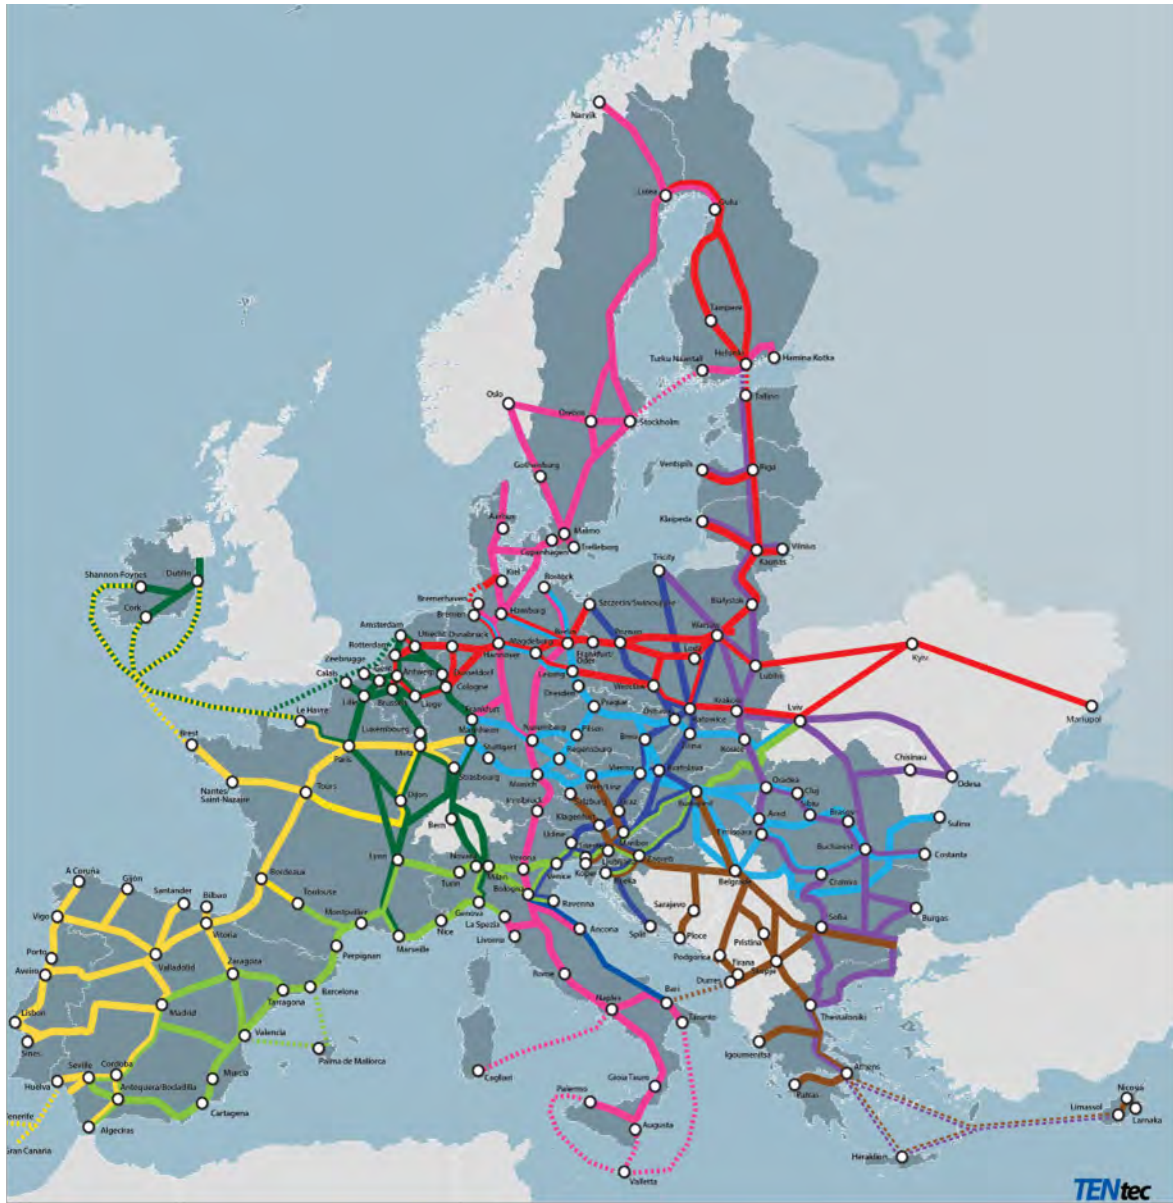 Narvik
Lulea
Oulu
Tampere
Turku Naantali
Helsinki
Hamina Kotka
Tallinn
Oslo
Örebro
Stockholm
Gothenburg
Ventspils
Riga
Aarhus
Malmö
Copenhagen
Trelleborg
Klaipeda
Vilnius
Kaunas
Shannon-Foynes
Dublin
Cork
Kiel
Rostock
Tricity
Bremerhaven
Bremen
Hamburg
Szczecin/Swinoujscie
Bialystok
Amsterdam
Rotterdam
Utrecht
Osnabrück
Magdeburg
Hannover
Berlin
Frankfurt/
Oder
Poznan
Warsaw
Lodz
Kyiv
Zeebrugge
Gent
Antwerp
Düsseldorf
Cologne
Calais
Lille
Brussels
Liege
Leipzig
Dresden
Wroclaw
Lublin
Mariupol
Le Havre
Luxembourg
Frankfurt
Mannheim
Prague
Ostrava
Katowice
Krakow
Lviv
Brest
Paris
Metz
Stuttgart
Strasbourg
Nuremberg
Plzen
Regensburg
Brno
Zilina
Kosice
Chisinau
Odesa
Nantes/
Saint-Nazaire
Tours
Dijon
Bern
Munich
Innsbruck
Wels/Linz
Salzburg
Vienna
Bratislava
Budapest
Oradea
Cluj
Sibiu
Brasov
Sulina
Klagenfurt
Graz
Maribor
Arad
Timisoara
Bucharest
Constanta
Bordeaux
Lyon
Novara
Milan
Turin
Verona
Udine
Venice
Koper
Ljubljana
Zagreb
Rijeka
Belgrade
Craiova
A Coruña
Gijón
Santander
Bilbao
Toulouse
Montpellier
Genova
Bologna
Ravenna
Vigo
Vitoria
Marseille
Nice
La Spezia
Livorno
Ancona
Split
Sarajevo
Ploce
Sofia
Burgas
Porto
Aveiro
Valladolid
Zaragoza
Perpignan
Podgorica
Pristina
Tirana
Skopje
Durres
Lisbon
Sines
Madrid
Tarragona
Barcelona
Rome
Naples
Bari
Taranto
Thessaloniki
Valencia
Palma de Mallorca
Igoumenitsa
Seville
Cordoba
Huelva
Antequera/Bobadilla
Murcia
Cartagena
Cagliari
Gioia Tauro
Palermo
Athens
Patras
Nicosia
Limassol
Larnaka
Tenerife
Algeciras
Gran Canaria
Augusta
Valletta
Heraklion
TENtec